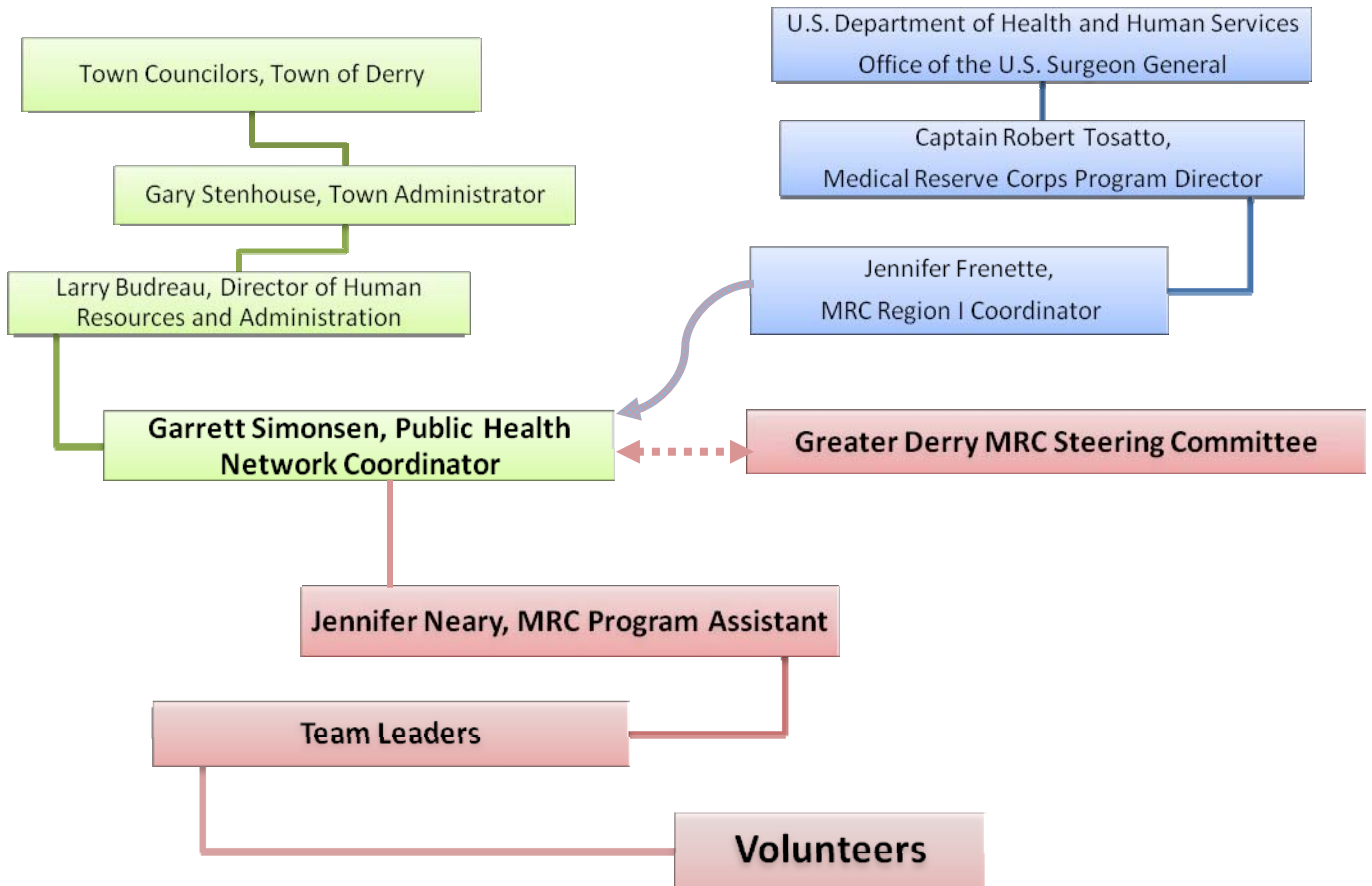 Town Councilors, Town of Derry
Gary Stenhouse, Town Administrator
Larry Budreau, Director of Human
Resources and Administration
Garrett Simonsen, Public Health
Network Coordinator
U.S. Department of Health and Human Services
Office of the U.S. Surgeon General
Captain Robert Tosatto,
Medical Reserve Corps Program Director
Jennifer Frenette,
MRC Region I Coordinator
Greater Derry MRC Steering Committee
Jennifer Neary, MRC Program Assistant
Team Leaders
Volunteers